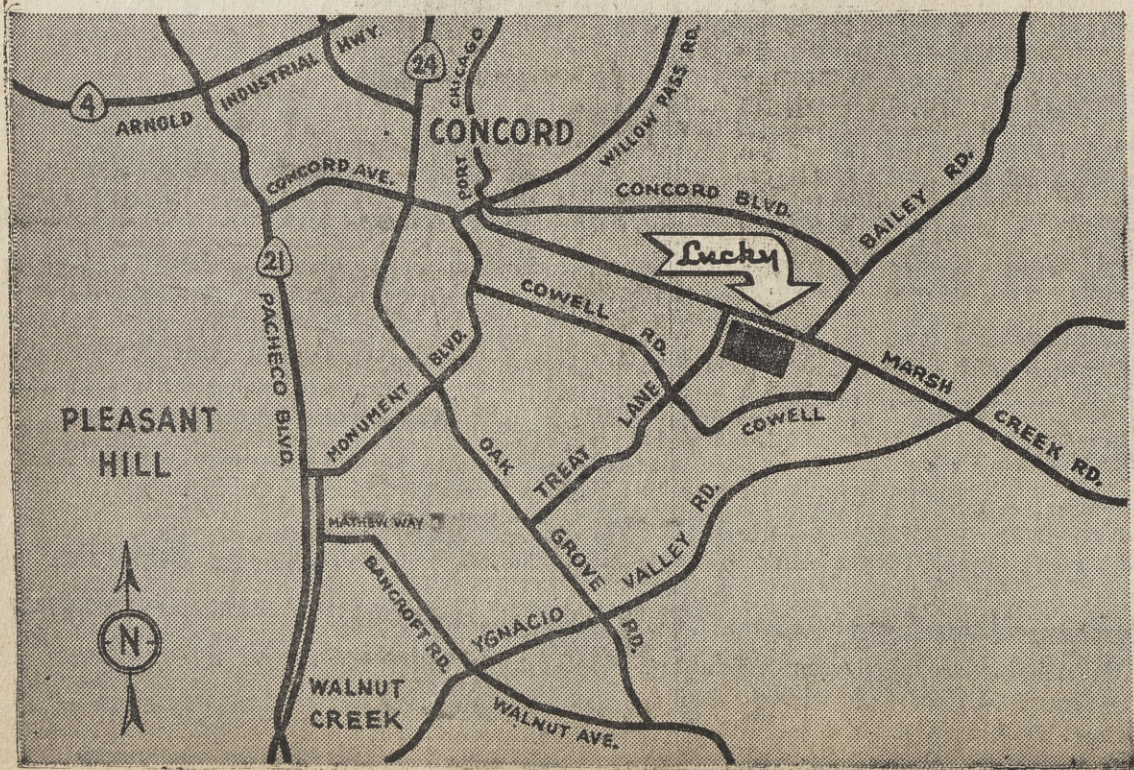 24
CHICAGO
HWY.
INDUSTRIAL
4
ARNOLD
WILLOW PASS RD.
CONCORD
PORT
CONCORD AVE.
CONCORD BLVD.
BAILEY RD.
21
Lucky
COWELL RD.
PACHECO BLVD.
MONUMENT BLVD.
MARSH CREEK RD.
PLEASANT
HILL
TREAT LANE
COWELL
OAK GROVE RD.
MATHEW WAY
BANCROFT RD.
YGNACIO VALLEY RD.
N
WALNUT
CREEK
WALNUT AVE.